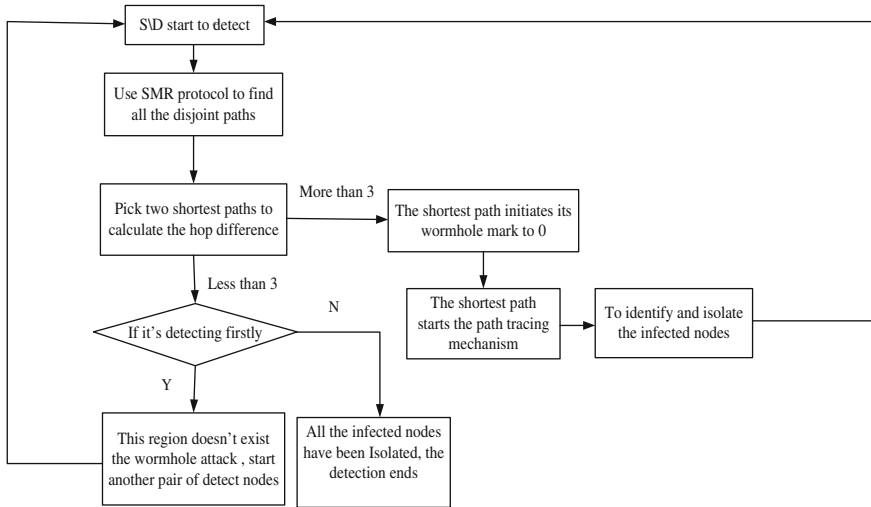 S\D start to detect
Use SMR protocol to find
all the disjoint paths
More than 3
Pick two shortest paths to
calculate the hop difference
The shortest path initiates its
wormhole mark to 0
Less than 3
N
The shortest path
starts the path tracing
mechanism
To identify and isolate
the infected nodes
If it's detecting firstly
Y
This region doesn't exist
the wormhole attack , start
another pair of detect nodes
All the infected nodes
have been Isolated, the
detection ends